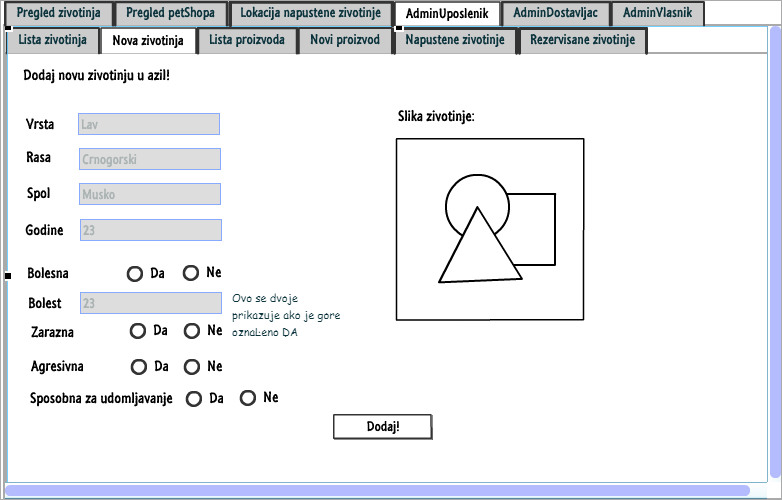 Pregled zivotinja Pregled petShopa Lokacija napustene zivotinje AdminUposlenik AdminDostavljac AdminVlasnik
Lista zivotinja Nova zivotinja Lista proizvoda Novi proizvod Napustene zivotinje Rezervisane zivotinje
Dodaj novu zivotinju u azil!
Slika zivotinje:
Vrsta Lav
Rasa Crnogorski
Spol Musko
Godine 23
Bolesna Da Ne
Bolest 23
Ovo se dvoje
prikazuje ako je gore
označeno DA
Zarazna Da Ne
Agresivna Da Ne
Sposobna za udomljavanje Da Ne
Dodaj!